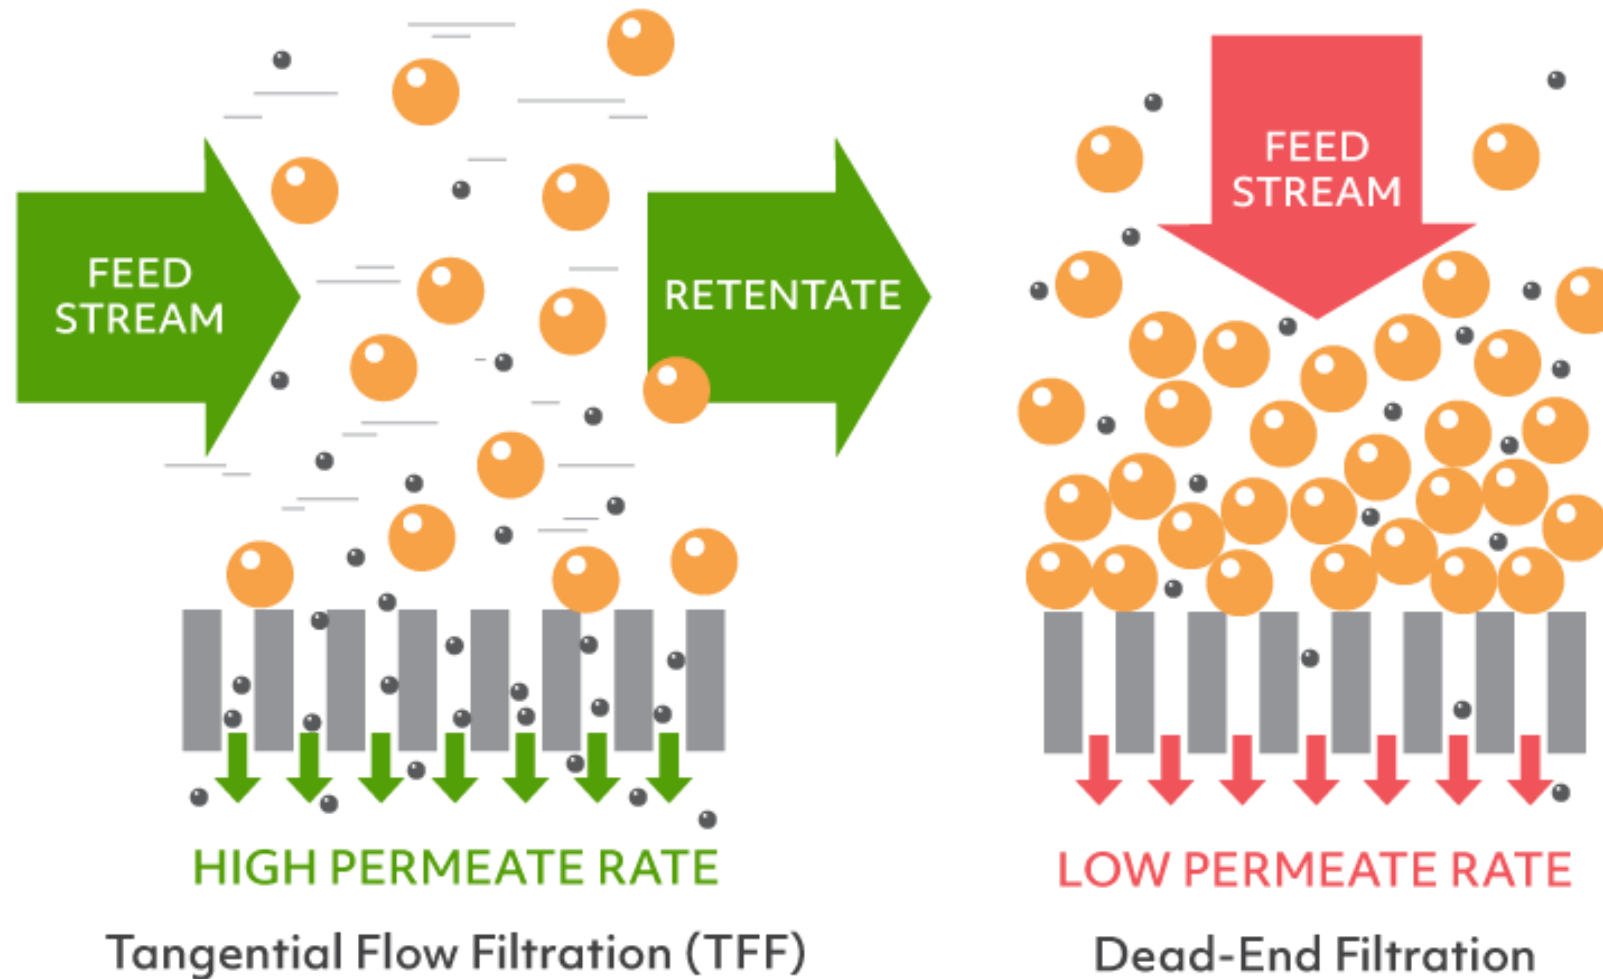 FEED
STREAM
RETENTATE
HIGH PERMEATE RATE
Tangential Flow Filtration (TFF)
FEED
STREAM
LOW PERMEATE RATE
Dead-End Filtration